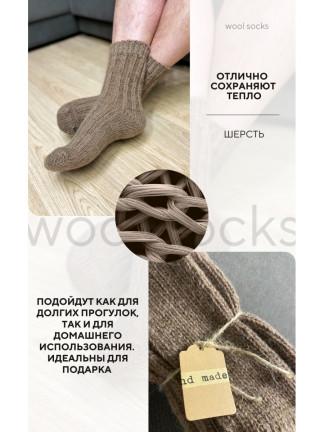 wool socks
ОТЛИЧНО
СОХРАНЯЮТ
ТЕПЛО
ШЕРСТЬ
wool socks
ПОДОЙДУТ КАК ДЛЯ
ДОЛГИХ ПРОГУЛОК,
ТАК И ДЛЯ
ДОМАШНЕГО
ИСПОЛЬЗОВАНИЯ.
ИДЕАЛЬНЫ ДЛЯ
ПОДАРКА
nd made